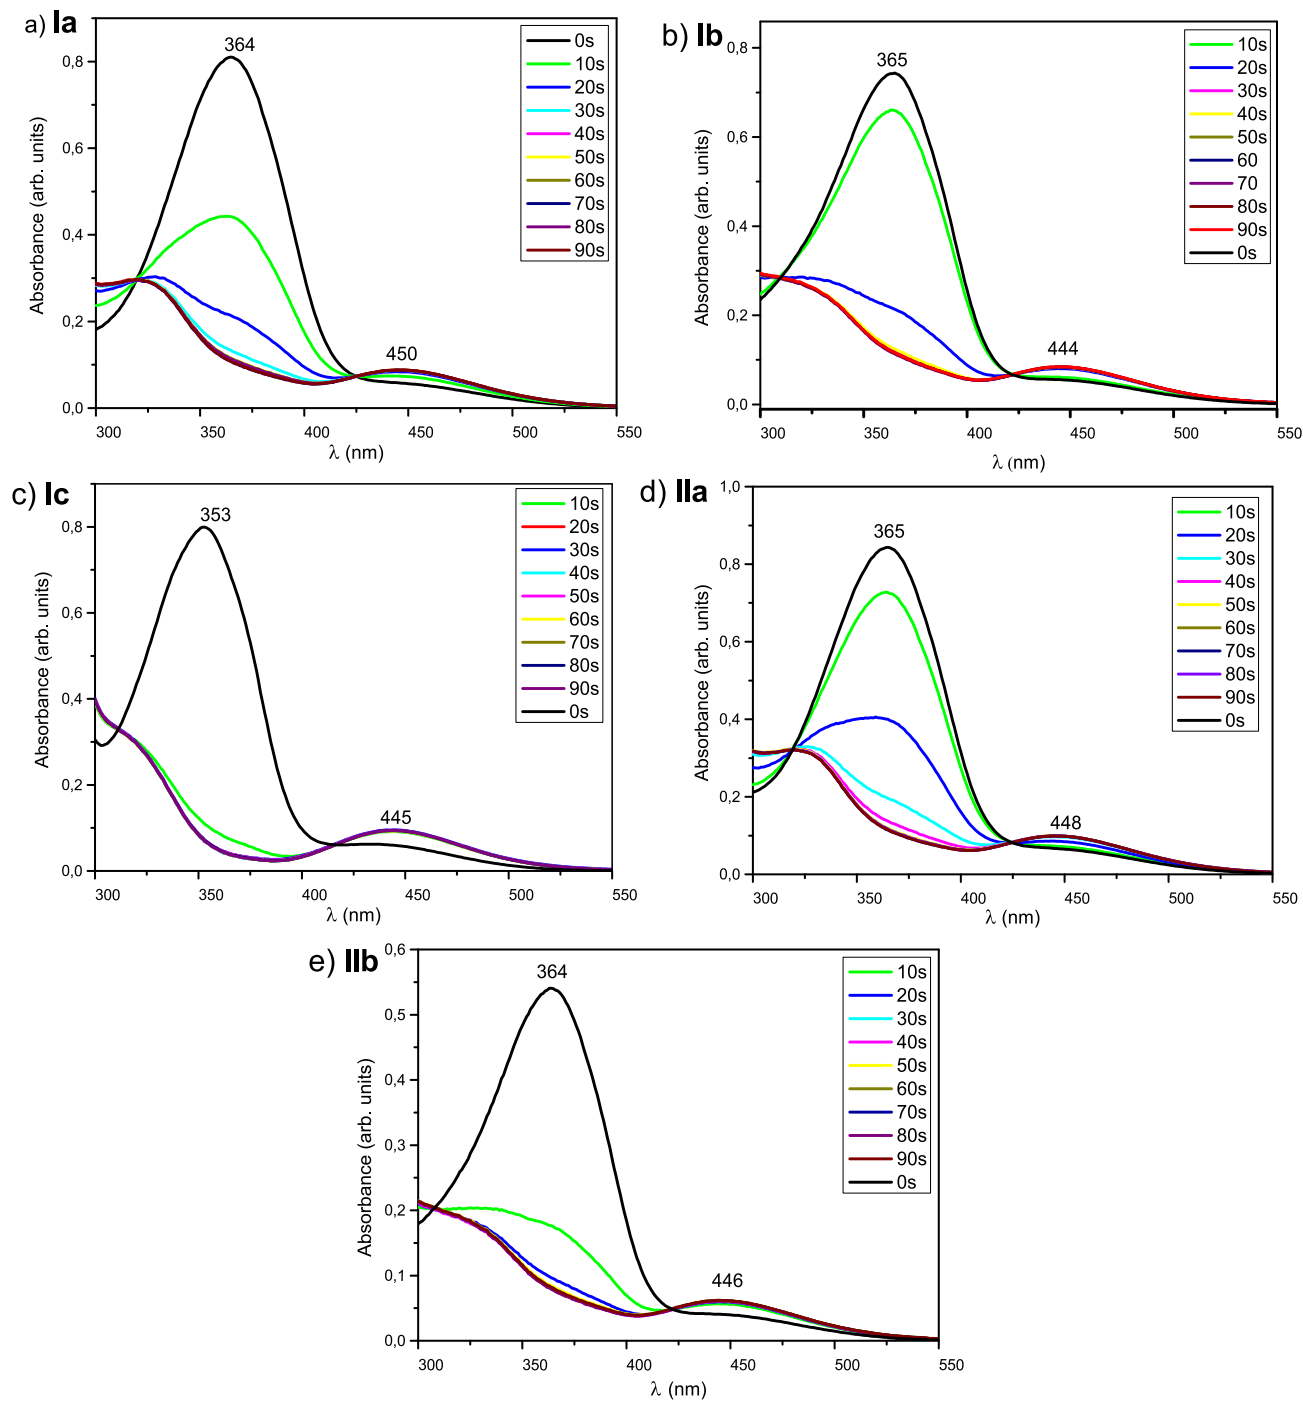 a) Ia
364
0s
10s
20s
30s
40s
50s
60s
70s
80s
90s
450
0,8
0,6
0,4
0,2
0,0
Absorbance (arb. units)
300 350 400 450 500 550
λ (nm)
b) Ib
365
10s
20s
30s
40s
50s
60
70
80s
90s
0s
444
0,8
0,6
0,4
0,2
0,0
Absorbance (arb. units)
300 350 400 450 500 550
λ (nm)
c) Ic
353
10s
20s
30s
40s
50s
60s
70s
80s
90s
0s
445
0,8
0,6
0,4
0,2
0,0
Absorbance (arb. units)
300 350 400 450 500 550
λ (nm)
d) IIa
365
10s
20s
30s
40s
50s
60s
70s
80s
90s
0s
448
1,0
0,8
0,6
0,4
0,2
0,0
Absorbance (arb. units)
300 350 400 450 500 550
λ (nm)
e) IIb
364
10s
20s
30s
40s
50s
60s
70s
80s
90s
0s
446
0,6
0,5
0,4
0,3
0,2
0,1
0,0
Absorbance (arb. units)
300 350 400 450 500 550
λ (nm)